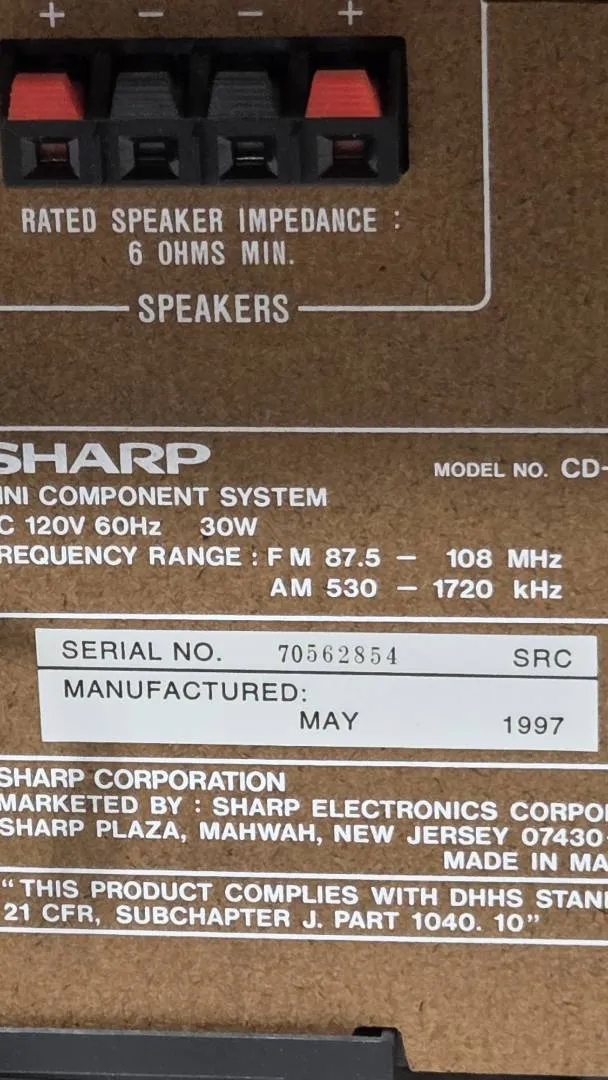 + − − +
RATED SPEAKER IMPEDANCE :
6 OHMS MIN.
SPEAKERS
SHARP
MODEL NO. CD-
INI COMPONENT SYSTEM
C 120V 60Hz 30W
REQUENCY RANGE : FM 87.5 − 108 MHz
AM 530 − 1720 kHz
SERIAL NO. 70562854 SRC
MANUFACTURED:
MAY 1997
SHARP CORPORATION
MARKETED BY : SHARP ELECTRONICS CORPO
SHARP PLAZA, MAHWAH, NEW JERSEY 07430-
MADE IN MA
“THIS PRODUCT COMPLIES WITH DHHS STAN
21 CFR, SUBCHAPTER J. PART 1040. 10”